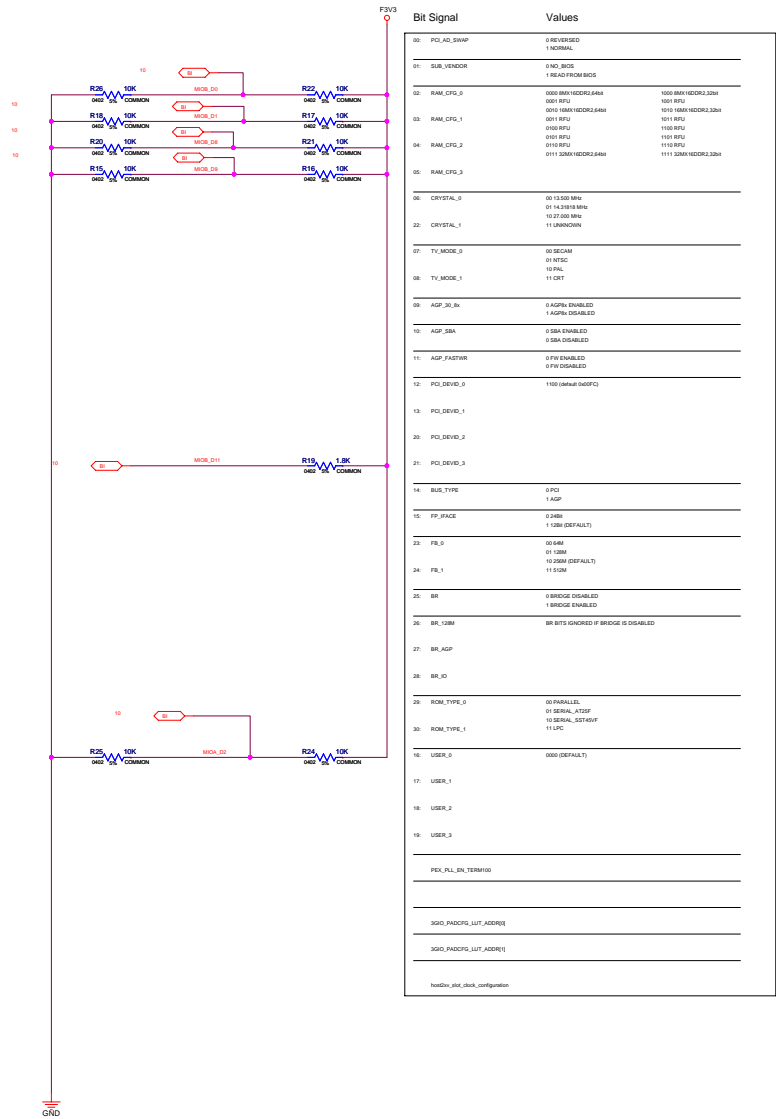 F3V3
10
BI
R26 10K
0402 5% COMMON
MIOB_D0
R22 10K
0402 5% COMMON
10
BI
R18 10K
0402 5% COMMON
MIOB_D1
R17 10K
0402 5% COMMON
10
BI
R20 10K
0402 5% COMMON
MIOB_D8
R21 10K
0402 5% COMMON
10
BI
R15 10K
0402 5% COMMON
MIOB_D9
R16 10K
0402 5% COMMON
10
BI
MIOB_D11
R19 1.8K
0402 5% COMMON
10
BI
R25 10K
0402 5% COMMON
MIOA_D2
R24 10K
0402 5% COMMON
GND
Bit Signal Values
00: PCI_AD_SWAP 0 REVERSED
1 NORMAL
01: SUB_VENDOR 0 NO_BIOS
1 READ FROM BIOS
02: RAM_CFG_0 0000 8MX16DDR2,64bit 1000 8MX16DDR2,32bit
0001 RFU 1001 RFU
0010 16MX16DDR2,64bit 1010 16MX16DDR2,32bit
03: RAM_CFG_1 0011 RFU 1011 RFU
0100 RFU 1100 RFU
0101 RFU 1101 RFU
04: RAM_CFG_2 0110 RFU 1110 RFU
0111 32MX16DDR2,64bit 1111 32MX16DDR2,32bit
05: RAM_CFG_3
06: CRYSTAL_0 00 13.500 MHz
01 14.31818 MHz
10 27.000 MHz
22: CRYSTAL_1 11 UNKNOWN
07: TV_MODE_0 00 SECAM
01 NTSC
10 PAL
08: TV_MODE_1 11 CRT
09: AGP_30_8x 0 AGP8x ENABLED
1 AGP8x DISABLED
10: AGP_SBA 0 SBA ENABLED
0 SBA DISABLED
11: AGP_FASTWR 0 FW ENABLED
0 FW DISABLED
12: PCI_DEVID_0 1100 (default 0x00FC)
13: PCI_DEVID_1
20: PCI_DEVID_2
21: PCI_DEVID_3
14: BUS_TYPE 0 PCI
1 AGP
15: FP_IFACE 0 24Bit
1 12Bit (DEFAULT)
23: FB_0 00 64M
01 128M
10 256M (DEFAULT)
24: FB_1 11 512M
25: BR 0 BRIDGE DISABLED
1 BRIDGE ENABLED
26: BR_128M BR BITS IGNORED IF BRIDGE IS DISABLED
27: BR_AGP
28: BR_IO
29: ROM_TYPE_0 00 PARALLEL
01 SERIAL_AT25F
10 SERIAL_SST45VF
30: ROM_TYPE_1 11 LPC
16: USER_0 0000 (DEFAULT)
17: USER_1
18: USER_2
19: USER_3
PEX_PLL_EN_TERM100
3GIO_PADCFG_LUT_ADDR[0]
3GIO_PADCFG_LUT_ADDR[1]
host2xv_slot_clock_configuration